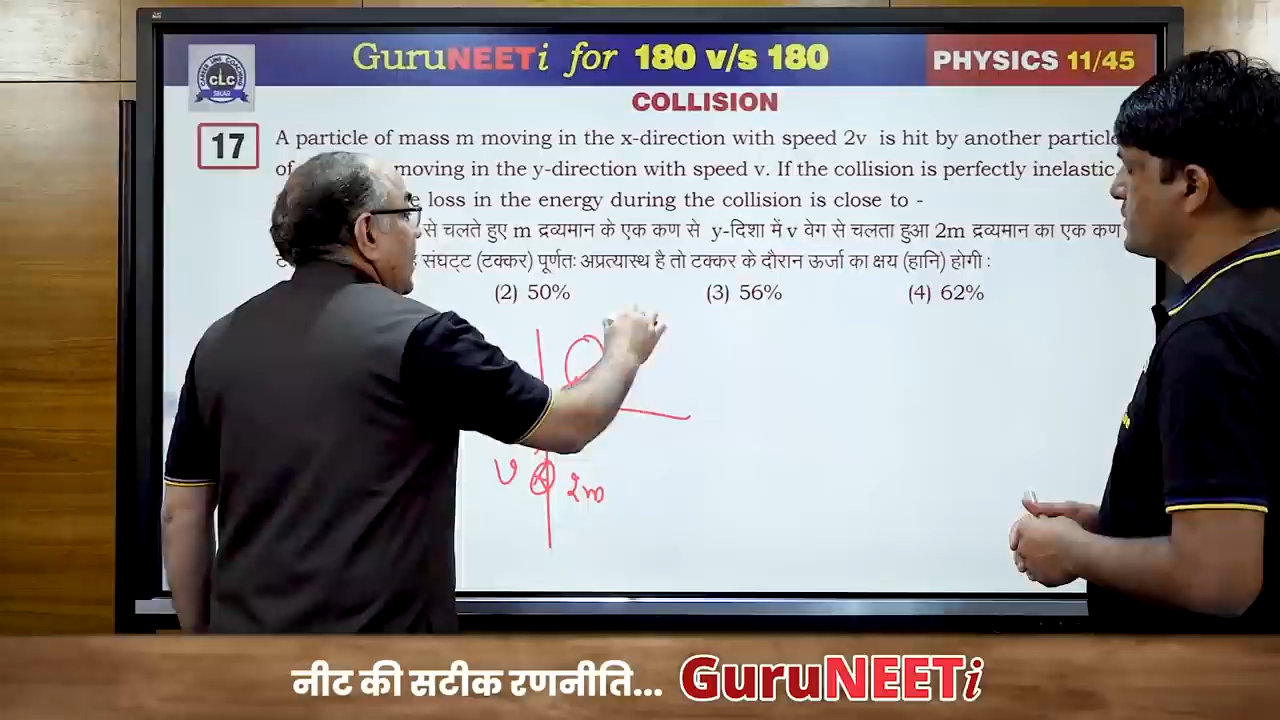 GuruNEETi for 180 v/s 180
PHYSICS 11/45
CLC
SIKAR
COLLISION
17
A particle of mass m moving in the x-direction with speed 2v is hit by another particle
of moving in the y-direction with speed v. If the collision is perfectly inelastic,
loss in the energy during the collision is close to -
से चलते हुए m द्रव्यमान के एक कण से y-दिशा में v वेग से चलता हुआ 2m द्रव्यमान का एक कण
संघट्ट (टक्कर) पूर्णतः अप्रत्यास्थ है तो टक्कर के दौरान ऊर्जा का क्षय (हानि) होगी :
(2) 50% (3) 56% (4) 62%
v 2m
नीट की सटीक रणनीति... GuruNEETi